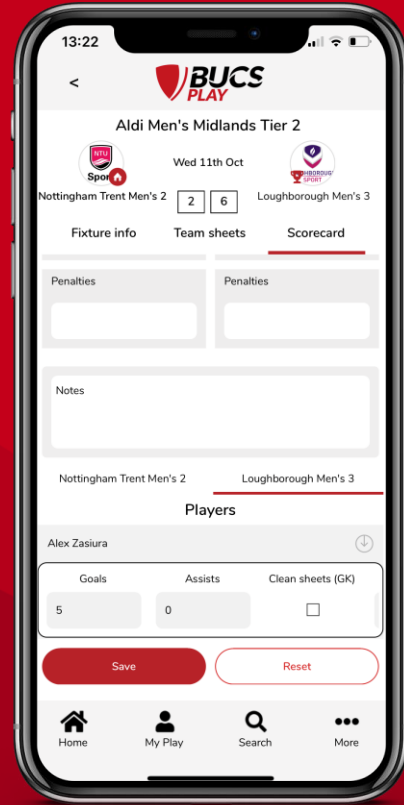 13:22
<
BUCS
PLAY
Aldi Men's Midlands Tier 2
NTU
Wed 11th Oct
SPORT
Nottingham Trent Men's 2
2
6
Loughborough Men's 3
Fixture info
Team sheets
Scorecard
Penalties
Penalties
Notes
Nottingham Trent Men's 2
Loughborough Men's 3
Players
Alex Zasiura
Goals
Assists
Clean sheets (GK)
5
0
Save
Reset
Home
My Play
Search
More